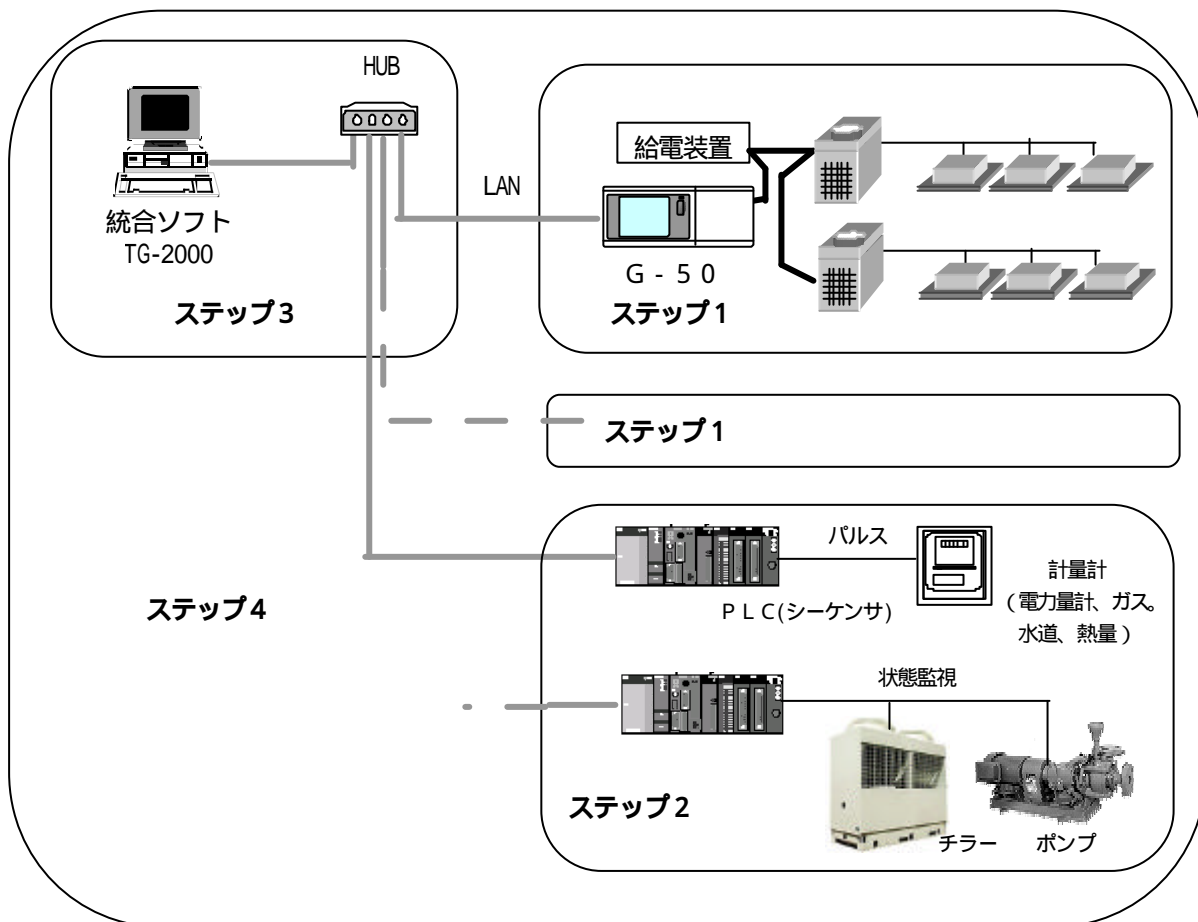 HUB
統合ソフト
TG-2000
ステップ3
LAN
給電装置
G-50
ステップ1
ステップ1
ステップ4
パルス
PLC(シーケンサ)
計量計
(電力量計、ガス。
水道、熱量)
状態監視
チラー
ポンプ
ステップ2